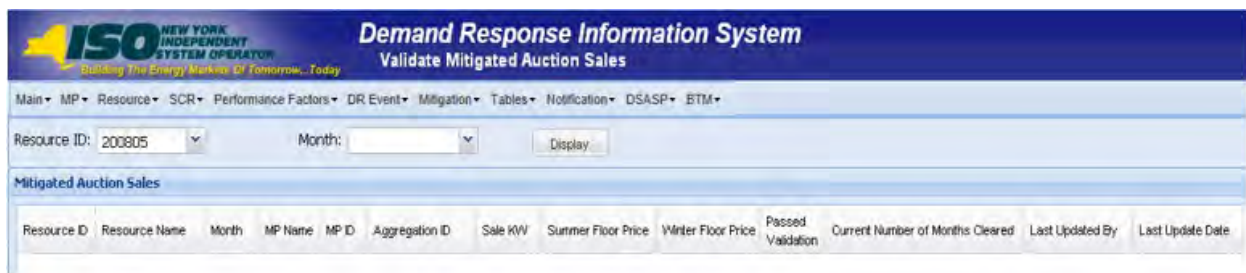 NEW YORK
INDEPENDENT
SYSTEM OPERATOR
ISO
Building The Energy Markets Of Tomorrow...Today
Demand Response Information System
Validate Mitigated Auction Sales
Main MP Resource SCR Performance Factors DR Event Mitigation Tables Notification DSASP BTM
Resource ID: 200805 Month: Display
Mitigated Auction Sales
Resource ID Resource Name Month MP Name MP ID Aggregation ID Sale KW Summer Floor Price Winter Floor Price Passed Validation Current Number of Months Cleared Last Updated By Last Update Date